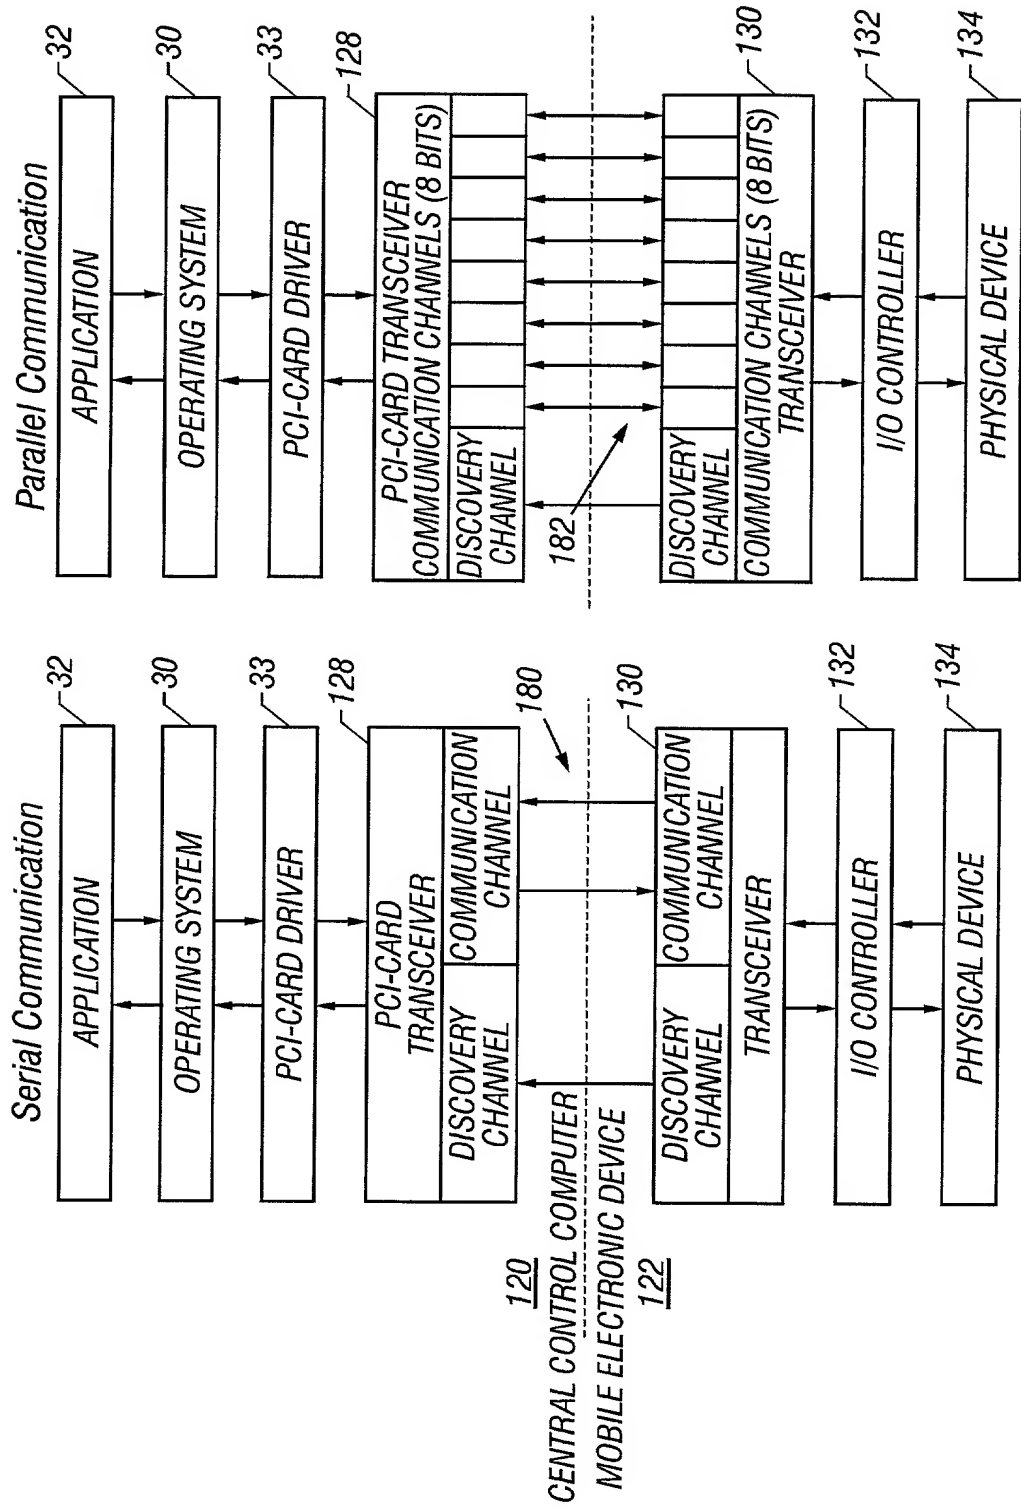 Serial Communication
APPLICATION
32
OPERATING SYSTEM
30
PCI-CARD DRIVER
33
PCI-CARD
TRANSCEIVER
128
DISCOVERY
CHANNEL
COMMUNICATION
CHANNEL
180
120
CENTRAL CONTROL COMPUTER
MOBILE ELECTRONIC DEVICE
122
DISCOVERY
CHANNEL
COMMUNICATION
CHANNEL
130
TRANSCEIVER
I/O CONTROLLER
132
PHYSICAL DEVICE
134
Parallel Communication
APPLICATION
32
OPERATING SYSTEM
30
PCI-CARD DRIVER
33
PCI-CARD TRANSCEIVER
COMMUNICATION CHANNELS (8 BITS)
128
DISCOVERY
CHANNEL
182
DISCOVERY
CHANNEL
130
COMMUNICATION CHANNELS (8 BITS)
TRANSCEIVER
I/O CONTROLLER
132
PHYSICAL DEVICE
134